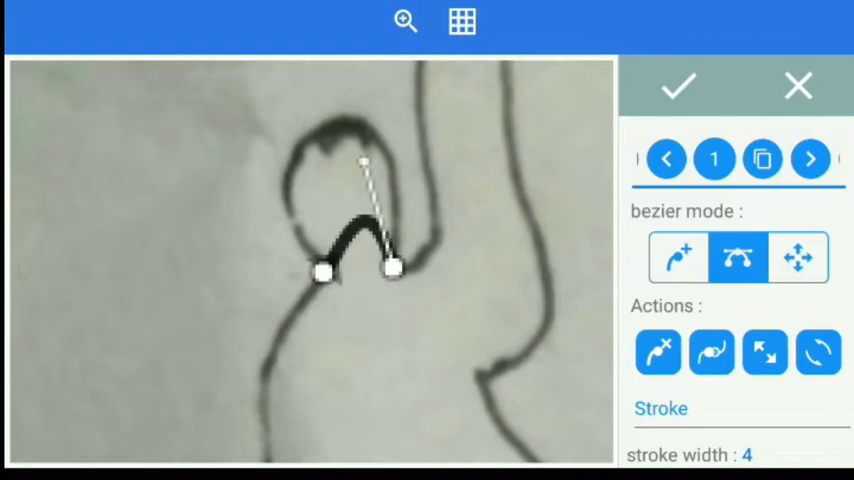 1
bezier mode :
Actions :
Stroke
stroke width : 4